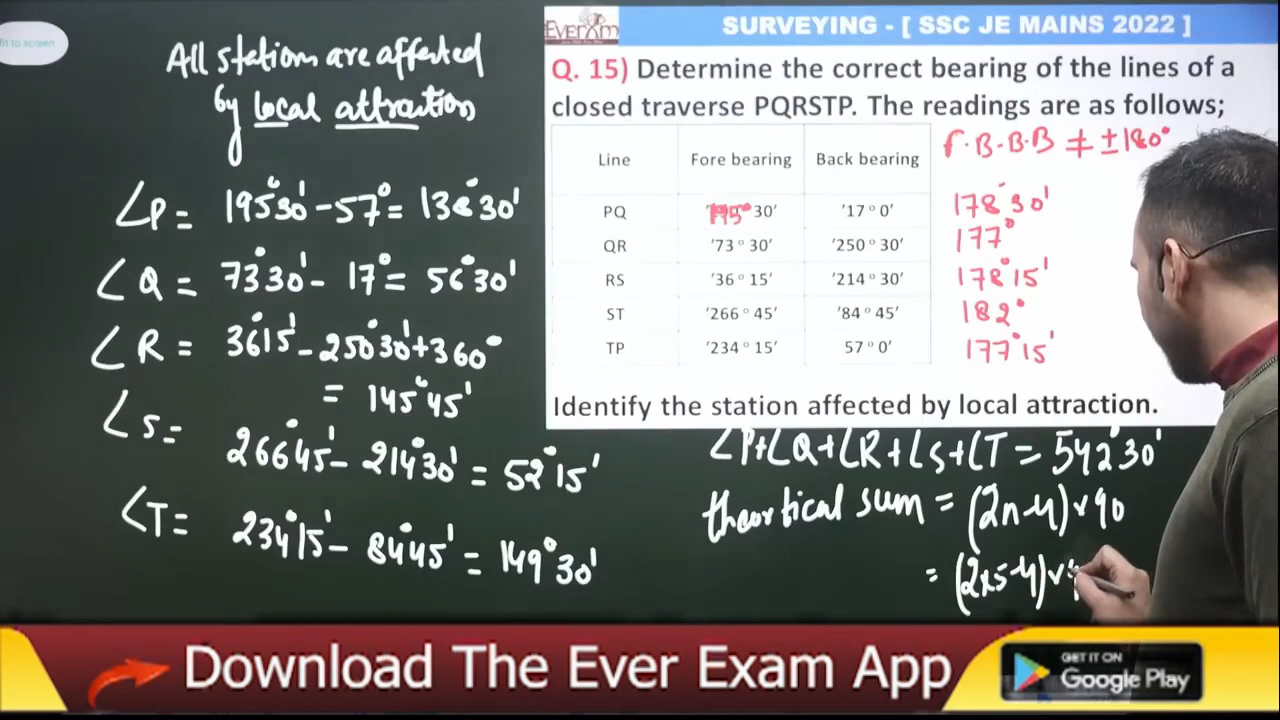 fit to screen
All stations are affected
by local attraction
∠P = 195°30' - 57° = 138°30'
∠Q = 73°30' - 17° = 56°30'
∠R = 36°15' - 250°30' + 360°
= 145°45'
∠S =
266°45' - 214°30' = 52°15'
∠T = 234°15' - 84°45' = 149°30'
EVEREXAM
SURVEYING - [ SSC JE MAINS 2022 ]
Q. 15) Determine the correct bearing of the lines of a
closed traverse PQRSTP. The readings are as follows;
F.B - B.B ≠ ±180°
Line Fore bearing Back bearing
PQ 195° 30' '17 ° 0' 178°30'
QR '73 ° 30' '250 ° 30' 177°
RS '36 ° 15' '214 ° 30' 178°15'
ST '266 ° 45' '84 ° 45' 182°
TP '234 ° 15' 57 ° 0' 177°15'
Identify the station affected by local attraction.
∠P+∠Q+∠R+∠S+∠T = 542°30'
theortical sum = (2n-4)×90
= (2×5-4)×
Download The Ever Exam App
GET IT ON
Google Play